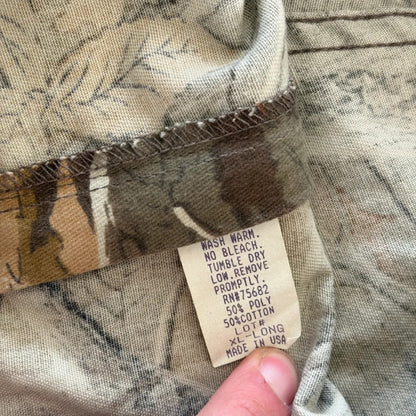 WASH WARM.
NO BLEACH.
TUMBLE DRY
LOW.REMOVE
PROMPTLY.
RN#75682
50% POLY
50%COTTON
LOT#
XL-LONG
MADE IN USA